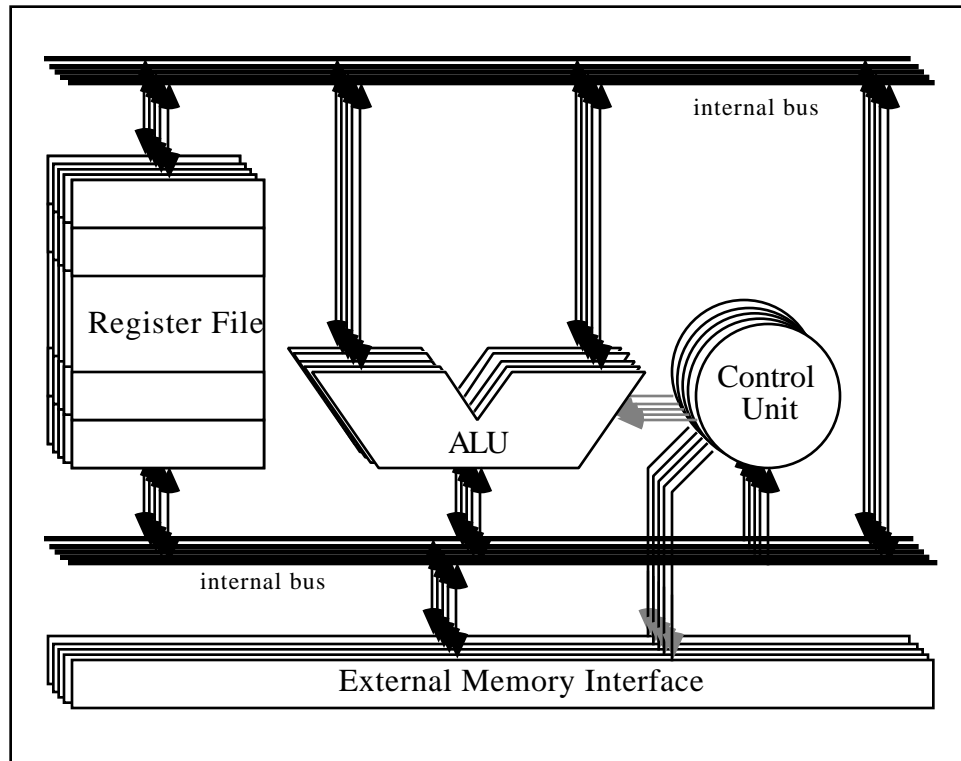 internal bus
Register File
Control
Unit
ALU
internal bus
External Memory Interface